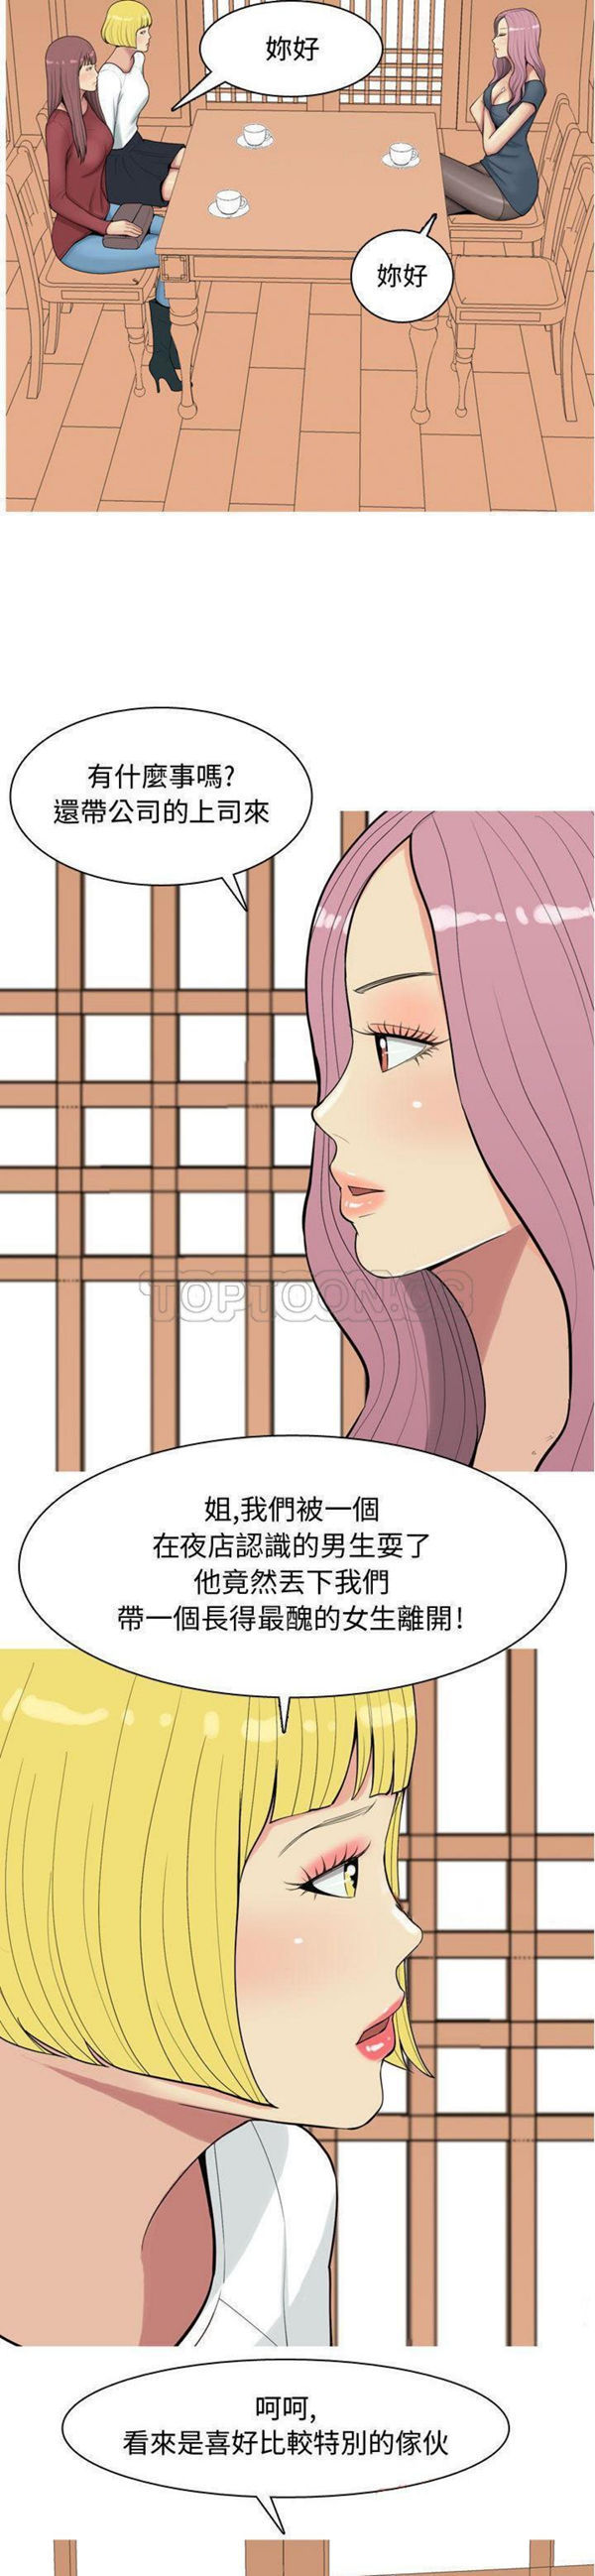 妳好
妳好
有什麼事嗎?
還帶公司的上司來
TOPTOON.CS
姐,我們被一個
在夜店認識的男生耍了
他竟然丟下我們
帶一個長得最醜的女生離開!
呵呵,
看來是喜好比較特別的傢伙